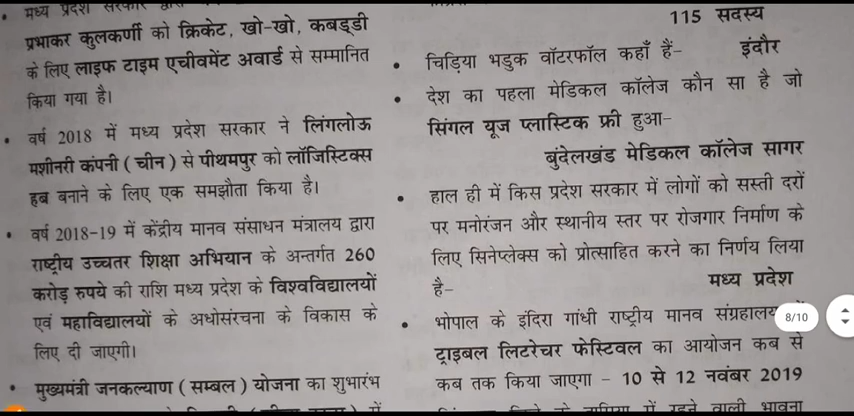 मध्य प्रदेश सरकार द्वारा
प्रभाकर कुलकर्णी को क्रिकेट, खो-खो, कबड्डी
के लिए लाइफ टाइम एचीवमेंट अवार्ड से सम्मानित
किया गया है।
वर्ष 2018 में मध्य प्रदेश सरकार ने लिंगलोऊ
मशीनरी कंपनी ( चीन ) से पीथमपुर को लॉजिस्टिक्स
हब बनाने के लिए एक समझौता किया है।
वर्ष 2018-19 में केंद्रीय मानव संसाधन मंत्रालय द्वारा
राष्ट्रीय उच्चतर शिक्षा अभियान के अन्तर्गत 260
करोड़ रुपये की राशि मध्य प्रदेश के विश्वविद्यालयों
एवं महाविद्यालयों के अधोसंरचना के विकास के
लिए दी जाएगी।
मुख्यमंत्री जनकल्याण ( सम्बल ) योजना का शुभारंभ
में
115 सदस्य
चिड़िया भडुक वॉटरफॉल कहाँ हैं- इंदौर
देश का पहला मेडिकल कॉलेज कौन सा है जो
सिंगल यूज प्लास्टिक फ्री हुआ-
बुंदेलखंड मेडिकल कॉलेज सागर
हाल ही में किस प्रदेश सरकार में लोगों को सस्ती दरों
पर मनोरंजन और स्थानीय स्तर पर रोजगार निर्माण के
लिए सिनेप्लेक्स को प्रोत्साहित करने का निर्णय लिया
है- मध्य प्रदेश
भोपाल के इंदिरा गांधी राष्ट्रीय मानव संग्रहालय
ट्राइबल लिटरेचर फेस्टिवल का आयोजन कब से
कब तक किया जाएगा - 10 से 12 नवंबर 2019
में रहने वाली भावना
8/10